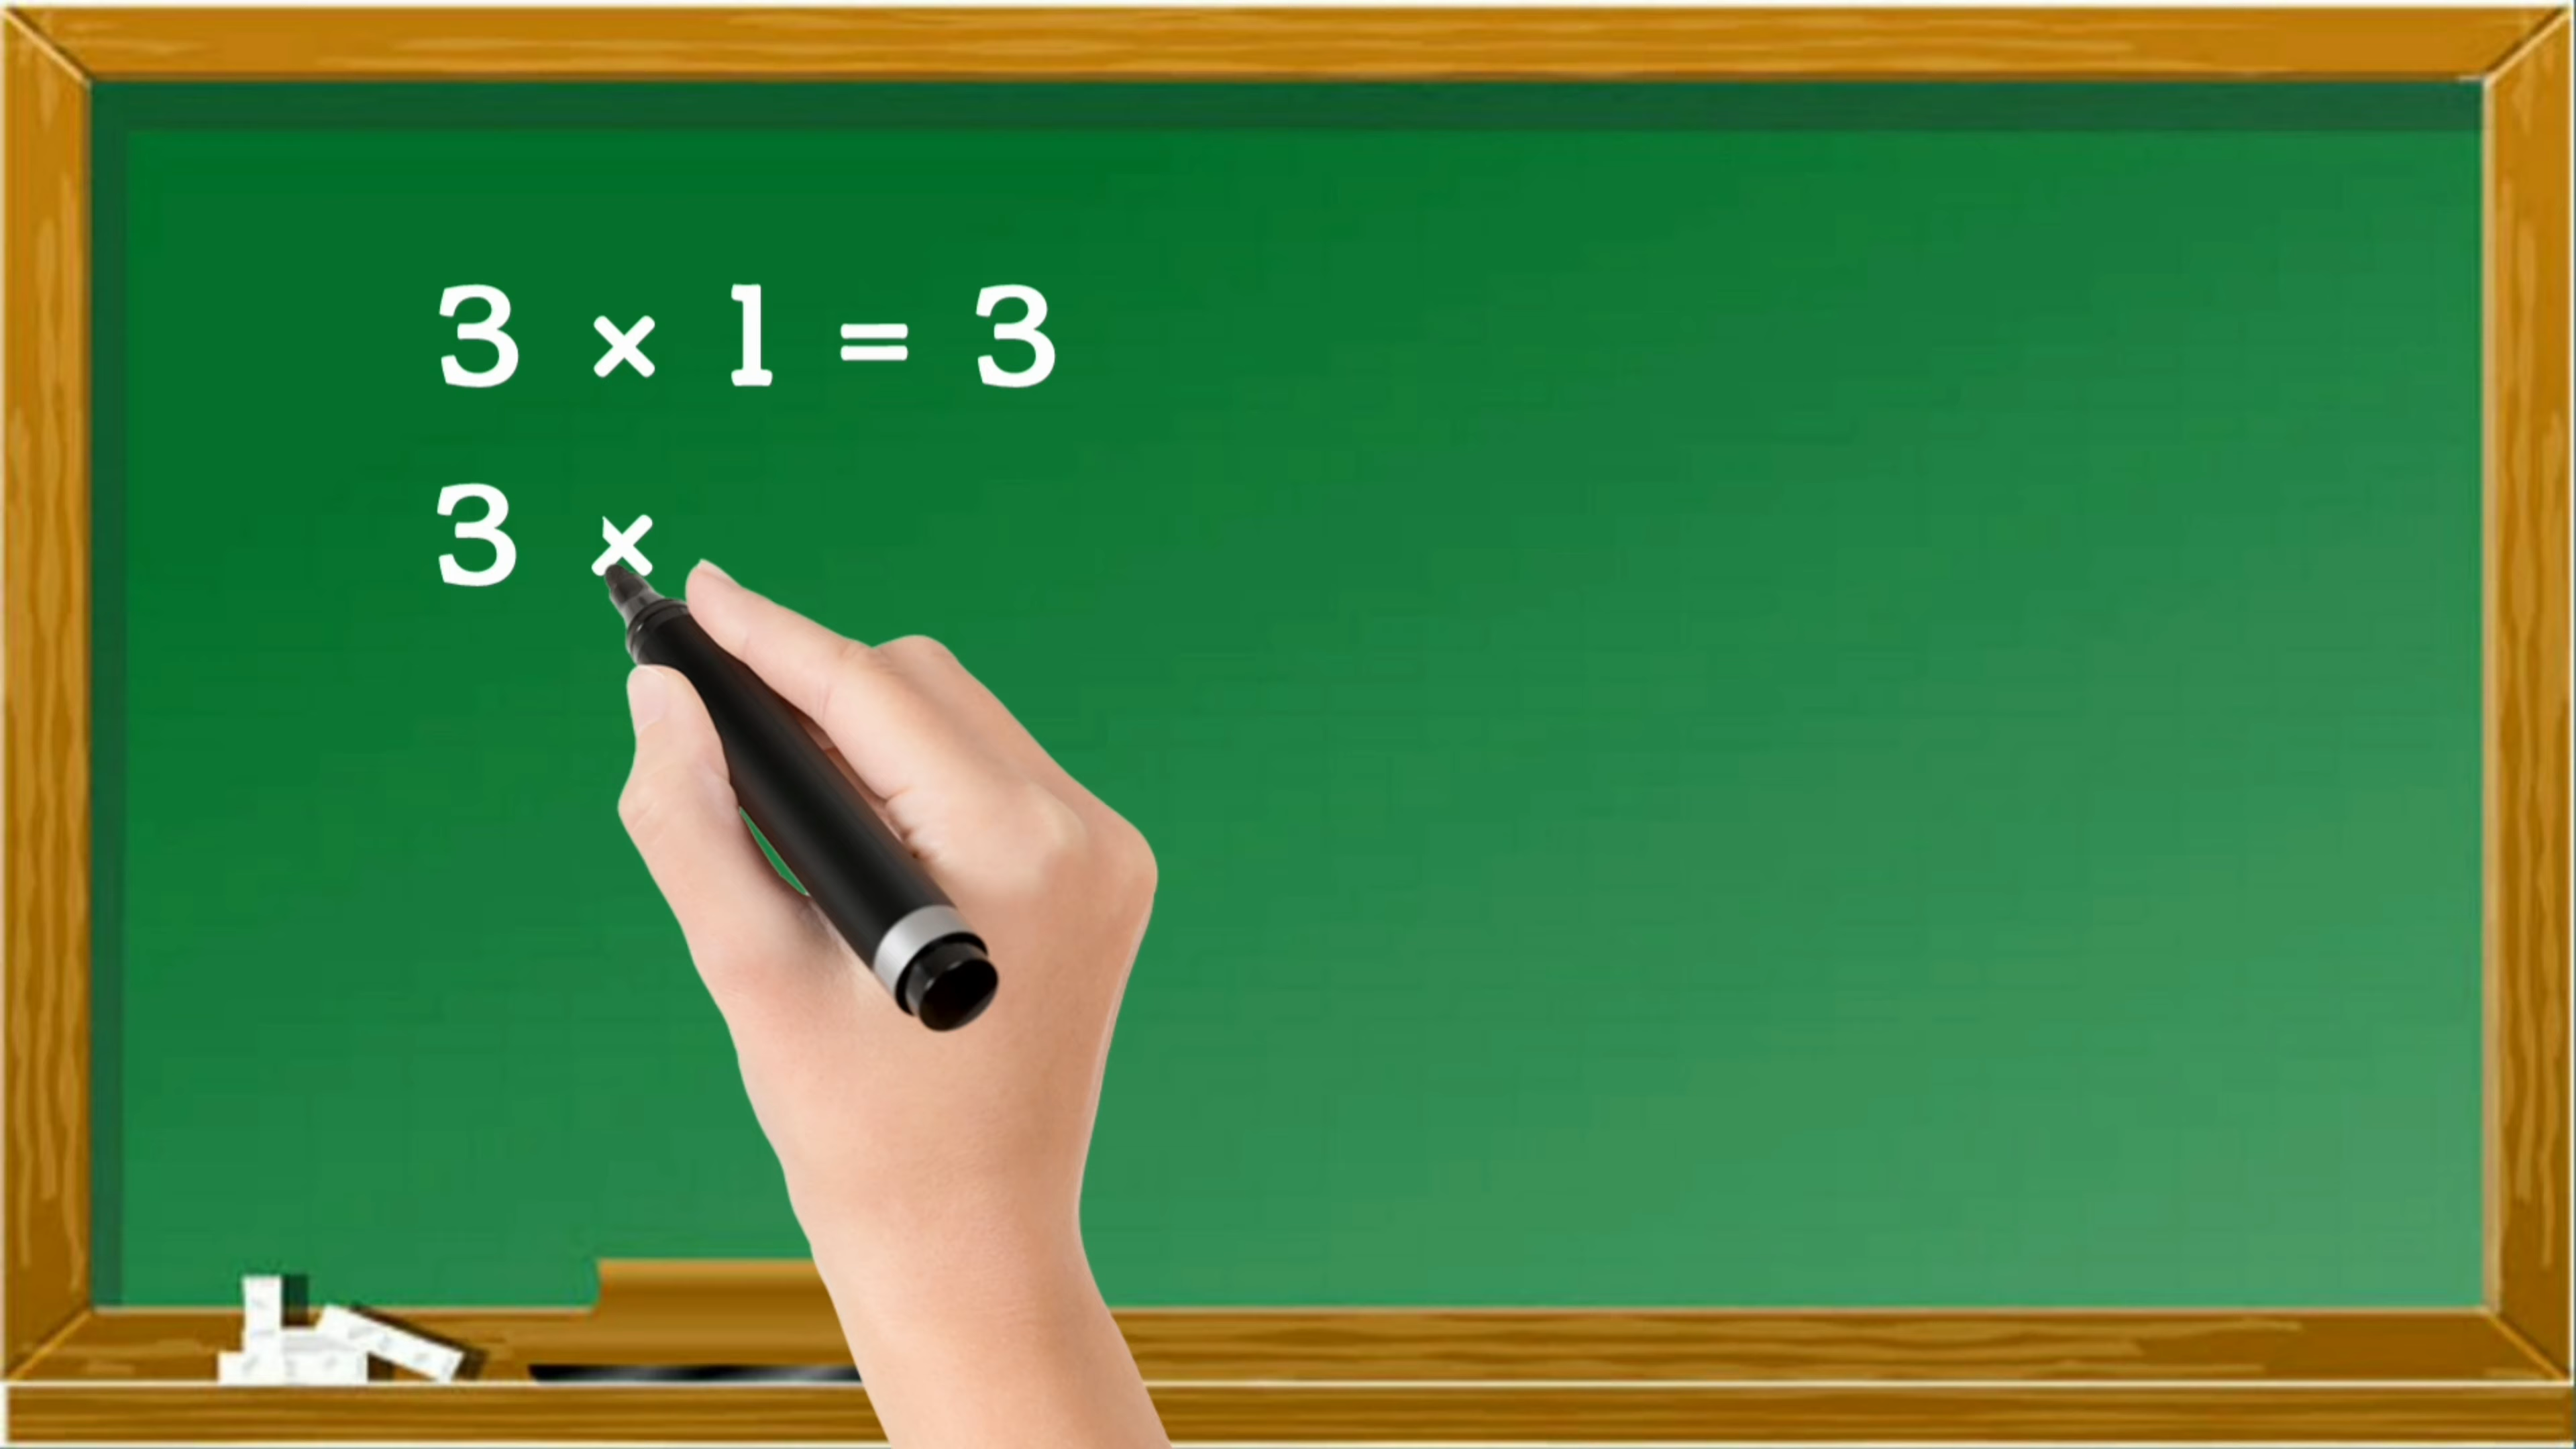 3 × 1 = 3
3 ×